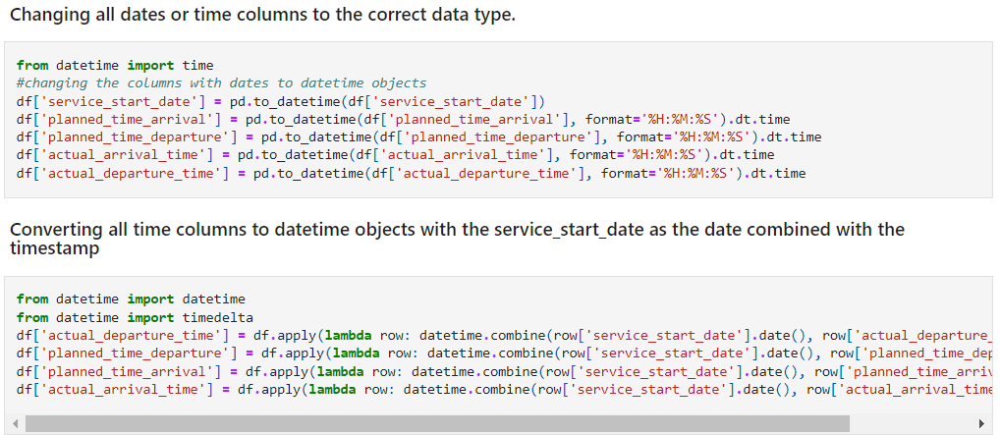 Changing all dates or time columns to the correct data type.
from datetime import time
#changing the columns with dates to datetime objects
df['service_start_date'] = pd.to_datetime(df['service_start_date'])
df['planned_time_arrival'] = pd.to_datetime(df['planned_time_arrival'], format='%H:%M:%S').dt.time
df['planned_time_departure'] = pd.to_datetime(df['planned_time_departure'], format='%H:%M:%S').dt.time
df['actual_arrival_time'] = pd.to_datetime(df['actual_arrival_time'], format='%H:%M:%S').dt.time
df['actual_departure_time'] = pd.to_datetime(df['actual_departure_time'], format='%H:%M:%S').dt.time
Converting all time columns to datetime objects with the service_start_date as the date combined with the
timestamp
from datetime import datetime
from datetime import timedelta
df['actual_departure_time'] = df.apply(lambda row: datetime.combine(row['service_start_date'].date(), row['actual_departure_
df['planned_time_departure'] = df.apply(lambda row: datetime.combine(row['service_start_date'].date(), row['planned_time_dep
df['planned_time_arrival'] = df.apply(lambda row: datetime.combine(row['service_start_date'].date(), row['planned_time_arriv
df['actual_arrival_time'] = df.apply(lambda row: datetime.combine(row['service_start_date'].date(), row['actual_arrival_time